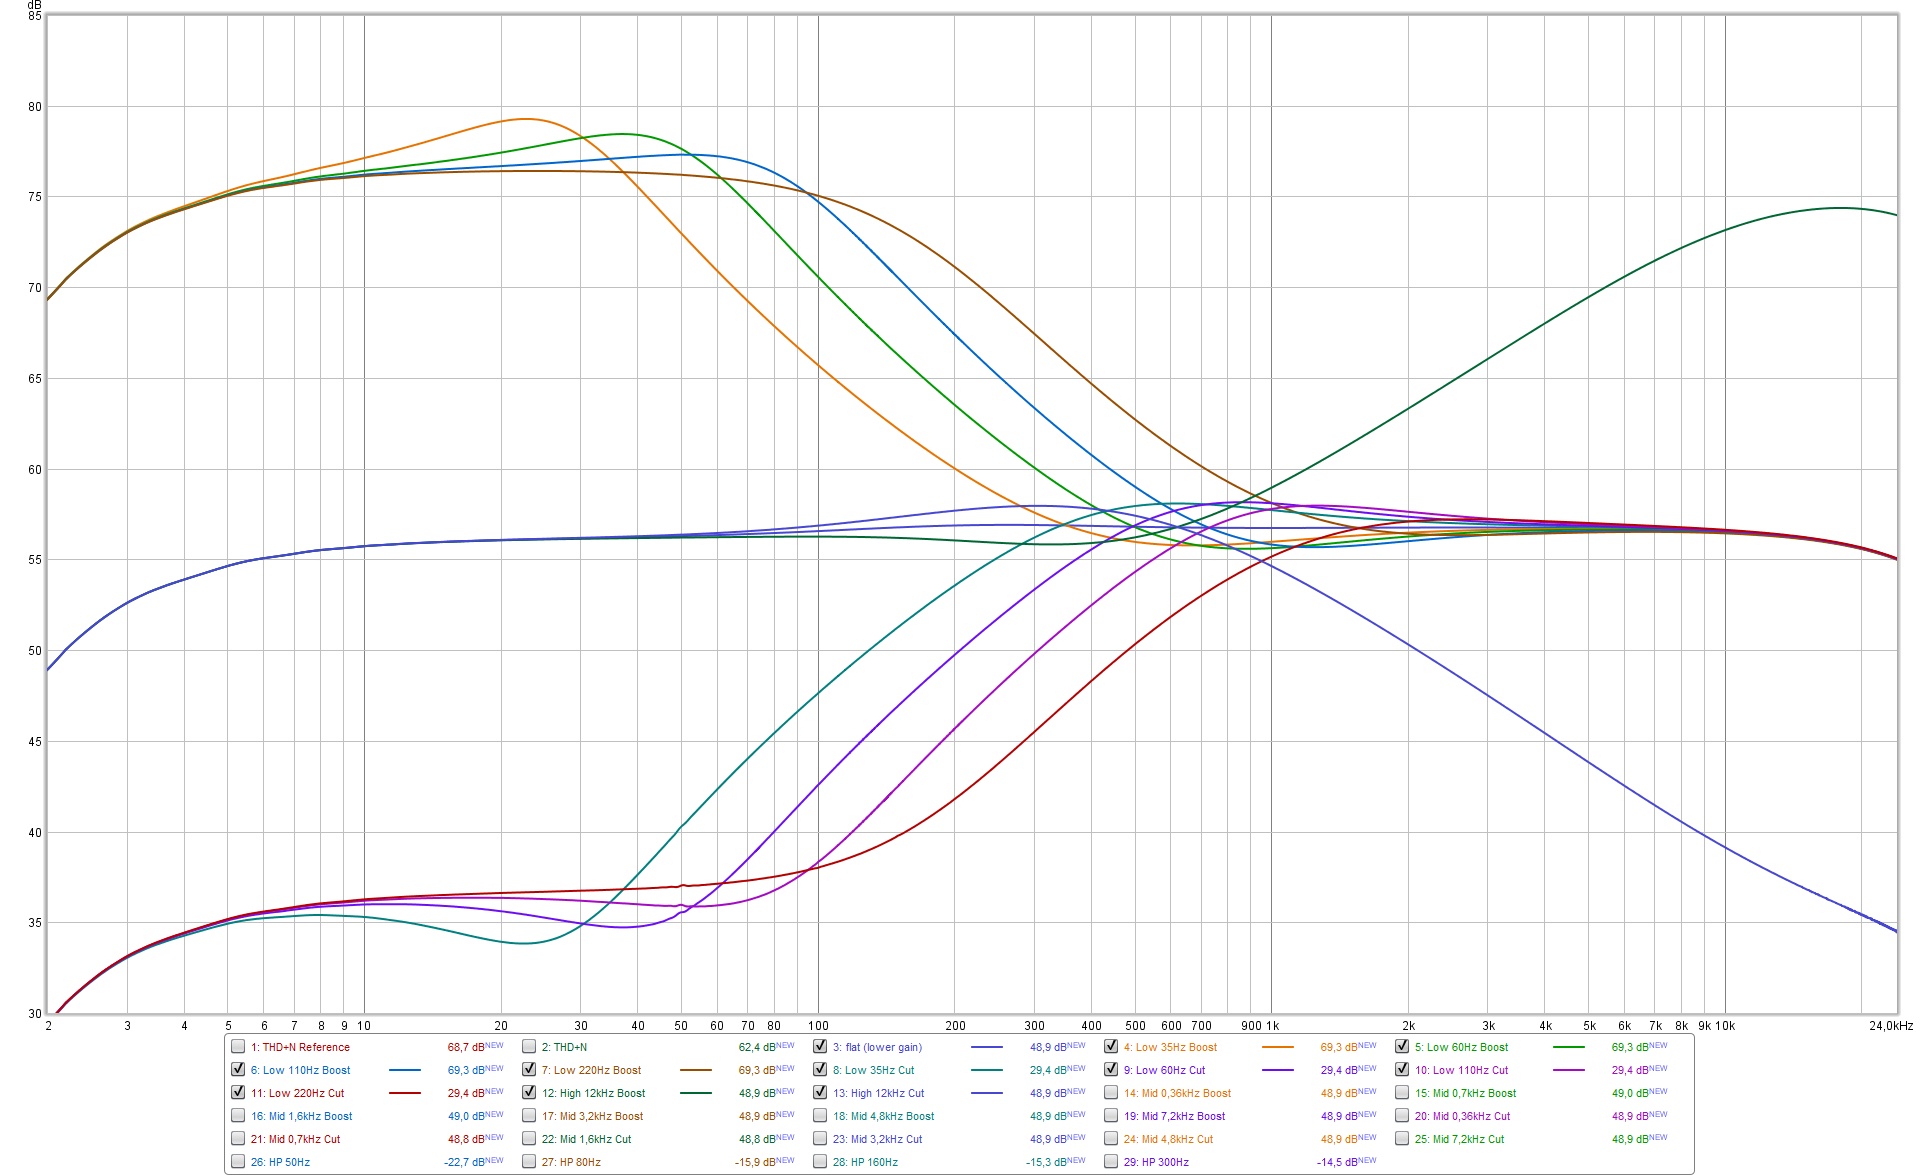 dB
85
80
75
70
65
60
55
50
45
40
35
30
2 3 4 5 6 7 8 9 10 20 30 40 50 60 70 80 100 200 300 400 500 600 700 900 1k 2k 3k 4k 5k 6k 7k 8k 9k 10k 24,0kHz
1: THD+N Reference 68,7 dB NEW 2: THD+N 62,4 dB NEW 3: flat (lower gain) 48,9 dB NEW 4: Low 35Hz Boost 69,3 dB NEW 5: Low 60Hz Boost 69,3 dB NEW
6: Low 110Hz Boost 69,3 dB NEW 7: Low 220Hz Boost 69,3 dB NEW 8: Low 35Hz Cut 29,4 dB NEW 9: Low 60Hz Cut 29,4 dB NEW 10: Low 110Hz Cut 29,4 dB NEW
11: Low 220Hz Cut 29,4 dB NEW 12: High 12kHz Boost 48,9 dB NEW 13: High 12kHz Cut 48,9 dB NEW 14: Mid 0,36kHz Boost 48,9 dB NEW 15: Mid 0,7kHz Boost 49,0 dB NEW
16: Mid 1,6kHz Boost 49,0 dB NEW 17: Mid 3,2kHz Boost 48,9 dB NEW 18: Mid 4,8kHz Boost 48,9 dB NEW 19: Mid 7,2kHz Boost 48,9 dB NEW 20: Mid 0,36kHz Cut 48,9 dB NEW
21: Mid 0,7kHz Cut 48,8 dB NEW 22: Mid 1,6kHz Cut 48,8 dB NEW 23: Mid 3,2kHz Cut 48,9 dB NEW 24: Mid 4,8kHz Cut 48,9 dB NEW 25: Mid 7,2kHz Cut 48,9 dB NEW
26: HP 50Hz -22,7 dB NEW 27: HP 80Hz -15,9 dB NEW 28: HP 160Hz -15,3 dB NEW 29: HP 300Hz -14,5 dB NEW